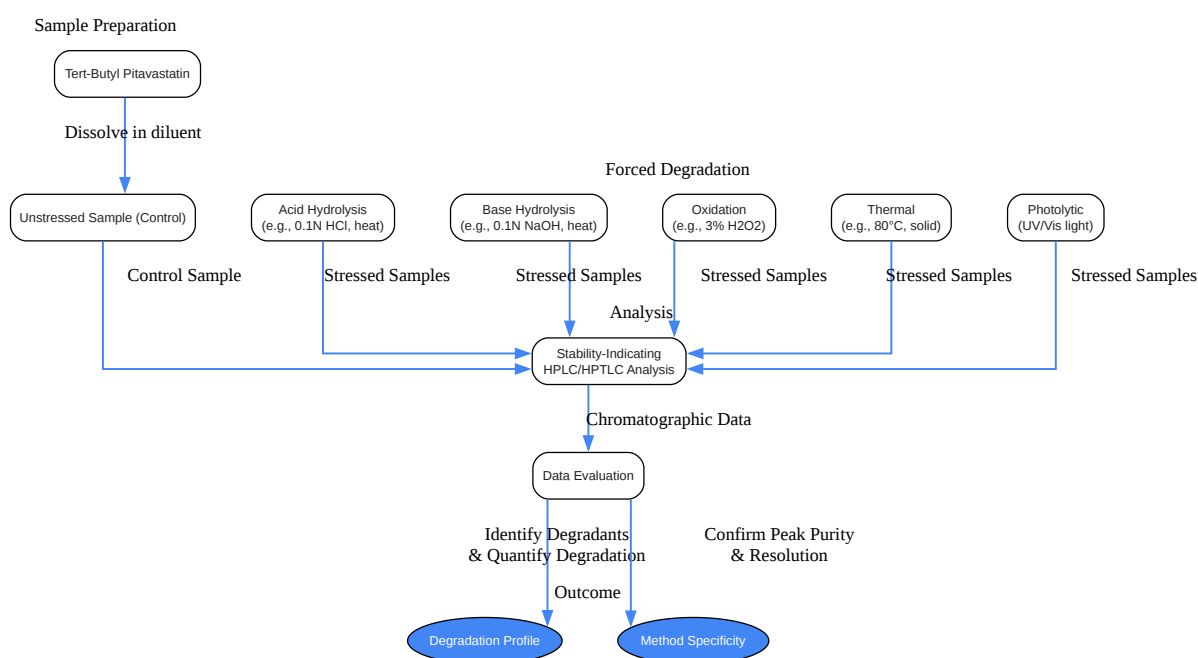 Sample Preparation
Tert-Butyl Pitavastatin
Dissolve in diluent
Forced Degradation
Unstressed Sample (Control)
Acid Hydrolysis
(e.g., 0.1N HCl, heat)
Base Hydrolysis
(e.g., 0.1N NaOH, heat)
Oxidation
(e.g., 3% H2O2)
Thermal
(e.g., 80°C, solid)
Photolytic
(UV/Vis light)
Control Sample
Stressed Samples
Stressed Samples
Stressed Samples
Stressed Samples
Stressed Samples
Analysis
Stability-Indicating
HPLC/HPTLC Analysis
Chromatographic Data
Data Evaluation
Identify Degradants
& Quantify Degradation
Confirm Peak Purity
& Resolution
Outcome
Degradation Profile
Method Specificity